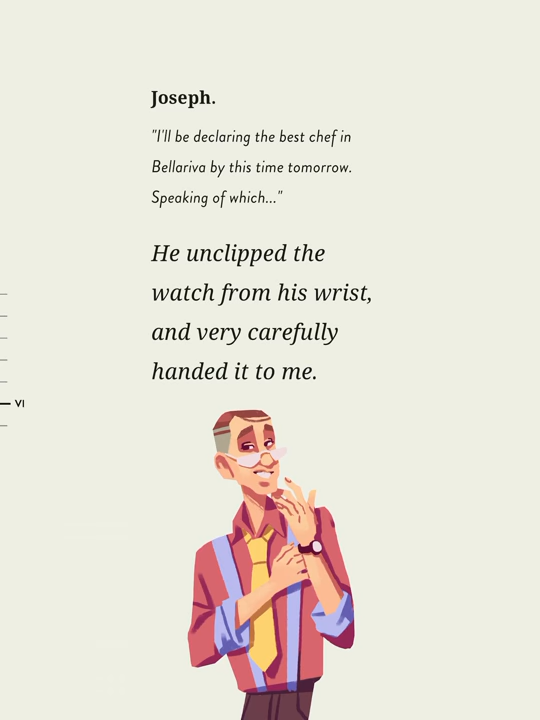 Joseph.
"I'll be declaring the best chef in
Bellariva by this time tomorrow.
Speaking of which..."
He unclipped the
watch from his wrist,
and very carefully
handed it to me.
VI